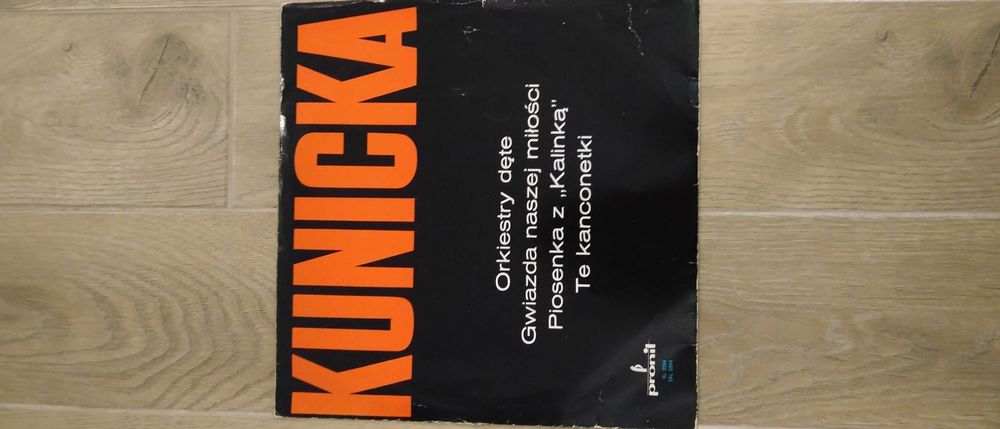 KUNICKA
Orkiestry dęte
Gwiazda naszej miłości
Piosenka z „Kalinką"
Te kanconetki
pronit